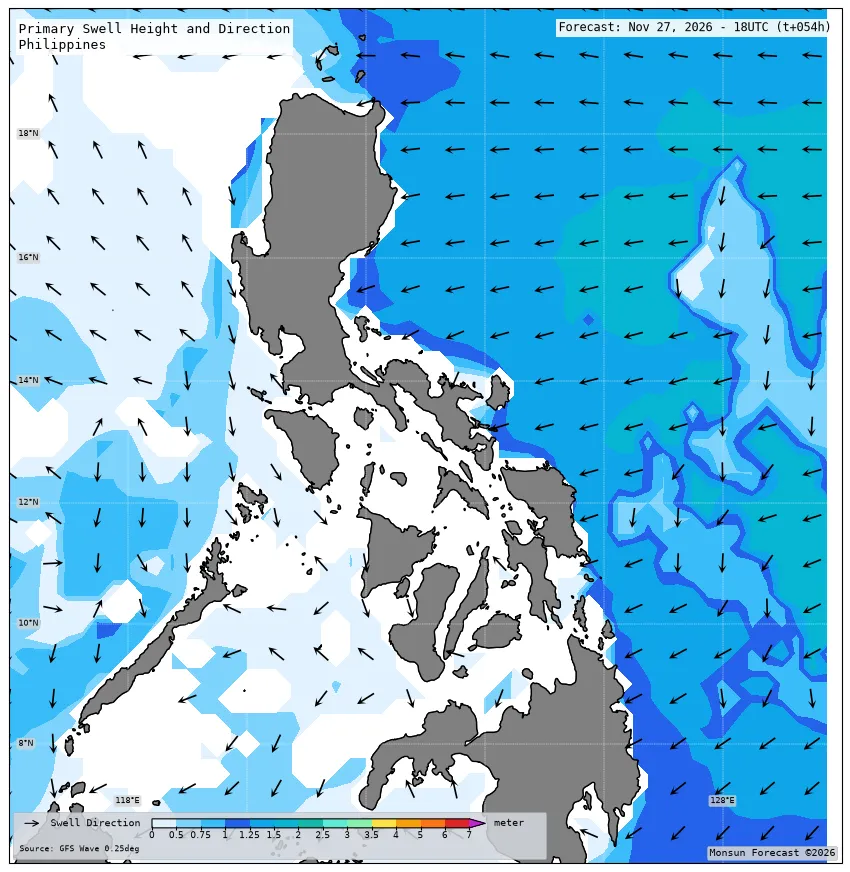 Primary Swell Height and Direction
Philippines
Forecast: Nov 27, 2026 - 18UTC (t+054h)
18°N
16°N
14°N
12°N
10°N
8°N
118°E
128°E
Swell Direction
meter
0 0.5 0.75 1 1.25 1.5 2 2.5 3 3.5 4 5 6 7
Source: GFS Wave 0.25deg
Monsun Forecast ©2026